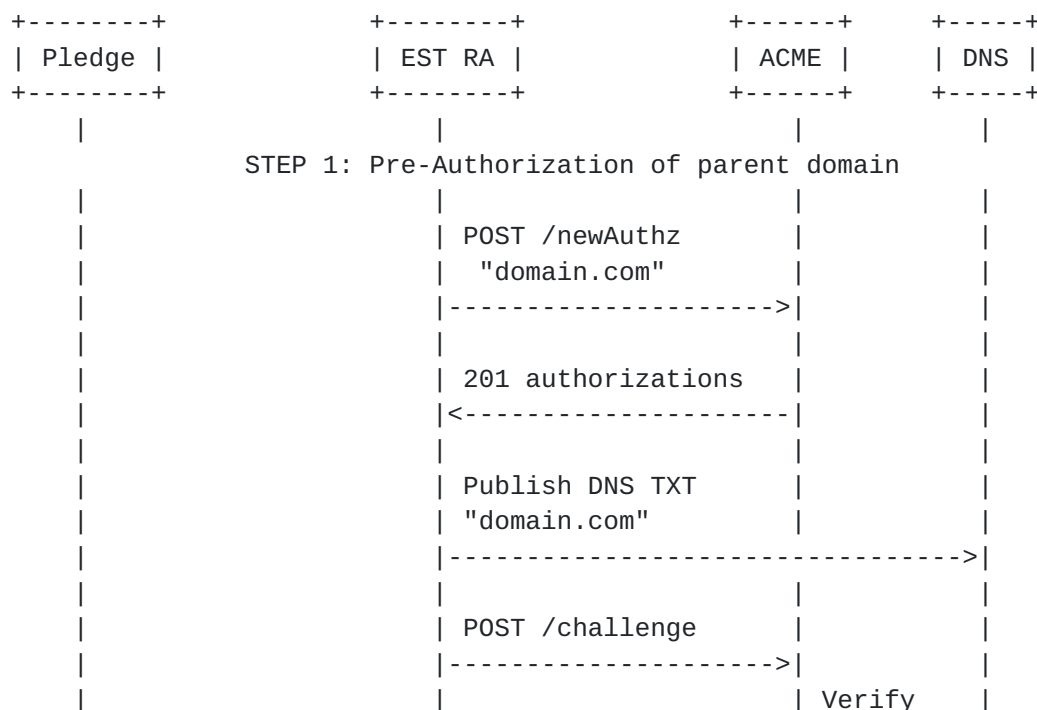 +--------+ +--------+ +------+ +-----+
| Pledge | | EST RA | | ACME | | DNS |
+--------+ +--------+ +------+ +-----+
| | | |
STEP 1: Pre-Authorization of parent domain
| | | |
| | POST /newAuthz | |
| | "domain.com" | |
| |--------------------->| |
| | | |
| | 201 authorizations | |
| |<---------------------| |
| | | |
| | Publish DNS TXT | |
| | "domain.com" | |
| |--------------------------------->|
| | | |
| | POST /challenge | |
| |--------------------->| |
| | | Verify |